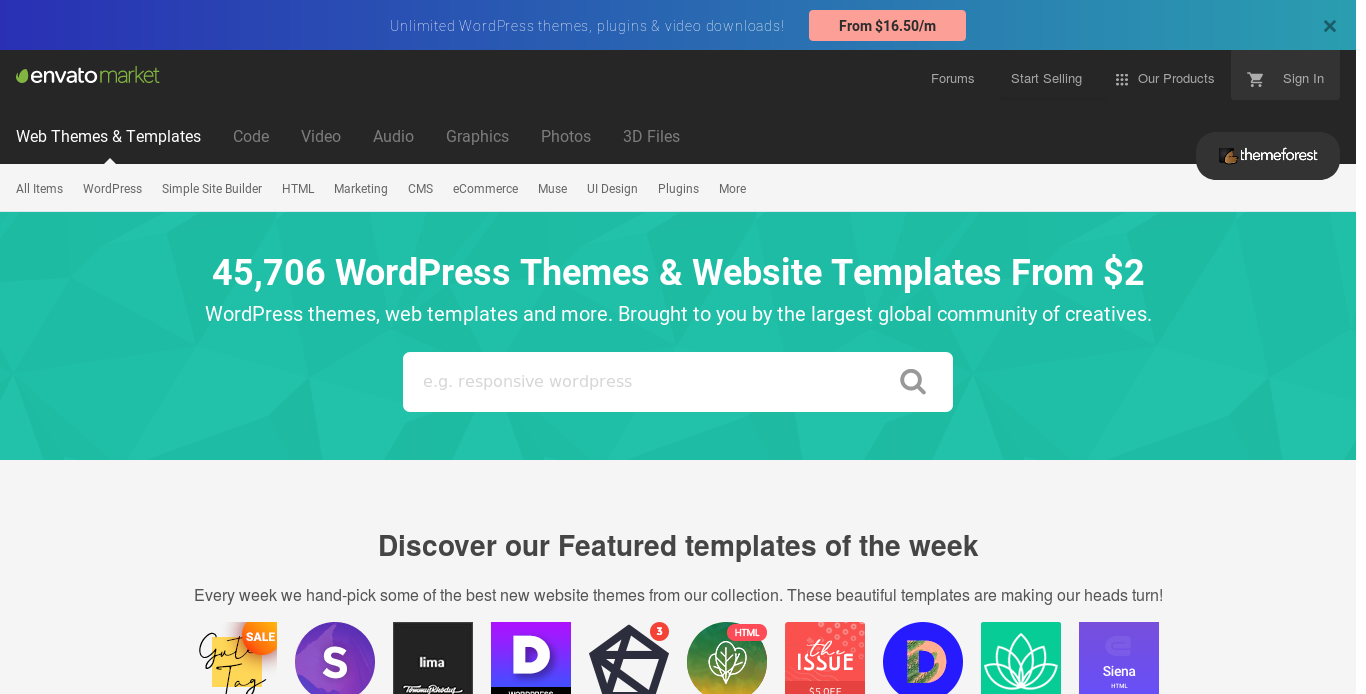 Unlimited WordPress themes, plugins & video downloads! From $16.50/m
envato market
Forums Start Selling Our Products Sign In
Web Themes & Templates Code Video Audio Graphics Photos 3D Files
themeforest
All Items WordPress Simple Site Builder HTML Marketing CMS eCommerce Muse UI Design Plugins More
45,706 WordPress Themes & Website Templates From $2
WordPress themes, web templates and more. Brought to you by the largest global community of creatives.
e.g. responsive wordpress
Discover our Featured templates of the week
Every week we hand-pick some of the best new website themes from our collection. These beautiful templates are making our heads turn!
Guten Tag SALE
S
lima
Tommusrhodus
D
WORDPRESS
3
HTML
the ISSUE
$5 OFF
D
Siena
HTML